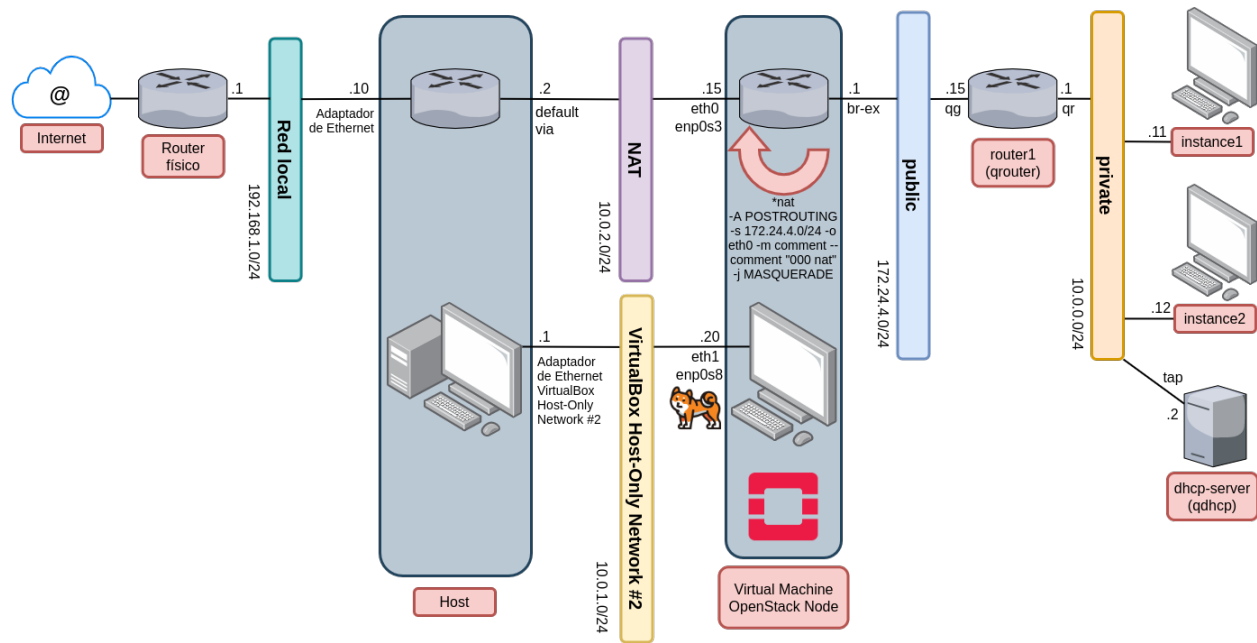 @
Internet
.1
Router
físico
Red local
192.168.1.0/24
.10
Adaptador
de Ethernet
.2
default
via
NAT
10.0.2.0/24
.15
eth0
enp0s3
*nat
-A POSTROUTING
-s 172.24.4.0/24 -o
eth0 -m comment --
comment "000 nat"
-j MASQUERADE
.1
br-ex
public
172.24.4.0/24
.15
qg
router1
(qrouter)
.1
qr
private
10.0.0.0/24
.11
instance1
.12
instance2
tap
.2
dhcp-server
(qdhcp)
.1
Adaptador
de Ethernet
VirtualBox
Host-Only
Network #2
VirtualBox Host-Only Network #2
10.0.1.0/24
.20
eth1
enp0s8
Host
Virtual Machine
OpenStack Node